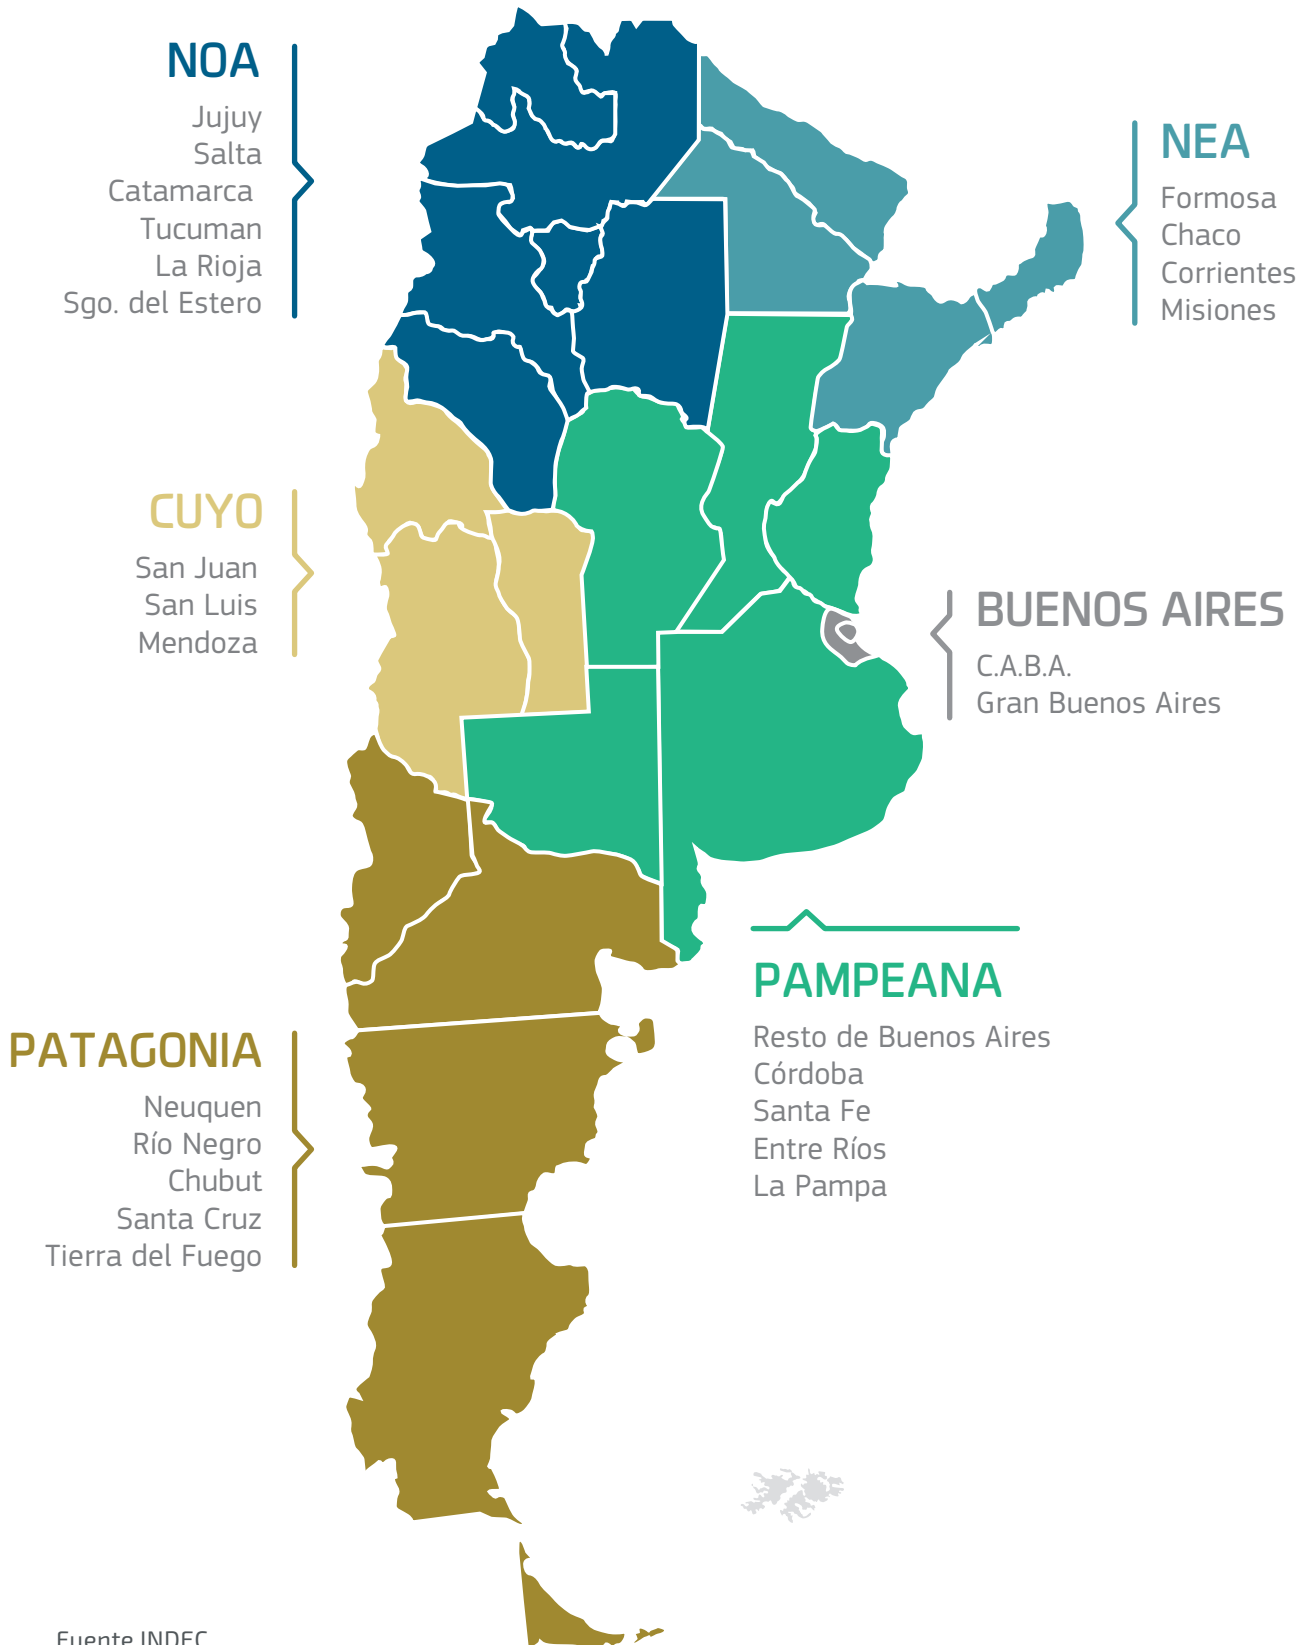 NOA
Jujuy
Salta
Catamarca
Tucuman
La Rioja
Sgo. del Estero
NEA
Formosa
Chaco
Corrientes
Misiones
CUYO
San Juan
San Luis
Mendoza
BUENOS AIRES
C.A.B.A.
Gran Buenos Aires
PAMPEANA
Resto de Buenos Aires
Córdoba
Santa Fe
Entre Ríos
La Pampa
PATAGONIA
Neuquen
Río Negro
Chubut
Santa Cruz
Tierra del Fuego
Fuente INDEC